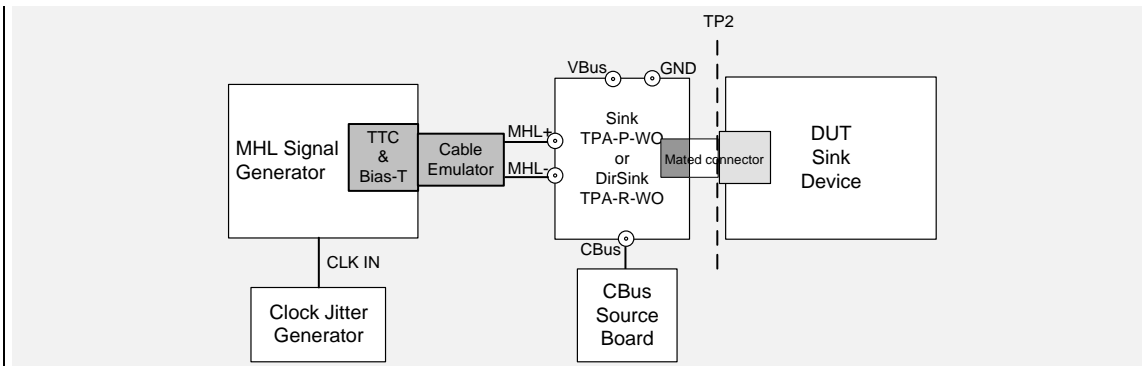 TP2
VBus
GND
MHL Signal
Generator
TTC
&
Bias-T
Cable
Emulator
MHL+
MHL-
Sink
TPA-P-WO
or
DirSink
TPA-R-WO
Mated connector
DUT
Sink
Device
CBus
CLK IN
Clock Jitter
Generator
CBus
Source
Board